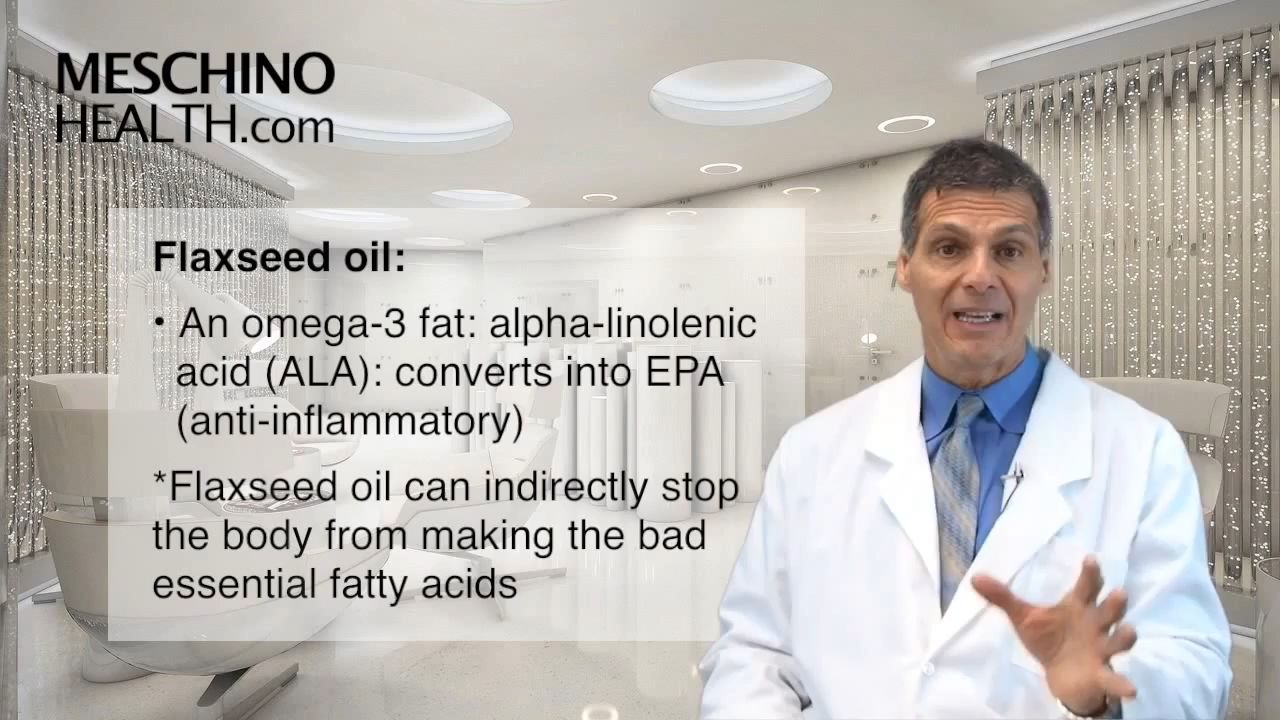 MESCHINO
HEALTH.com
Flaxseed oil:
• An omega-3 fat: alpha-linolenic
acid (ALA): converts into EPA
(anti-inflammatory)
*Flaxseed oil can indirectly stop
the body from making the bad
essential fatty acids